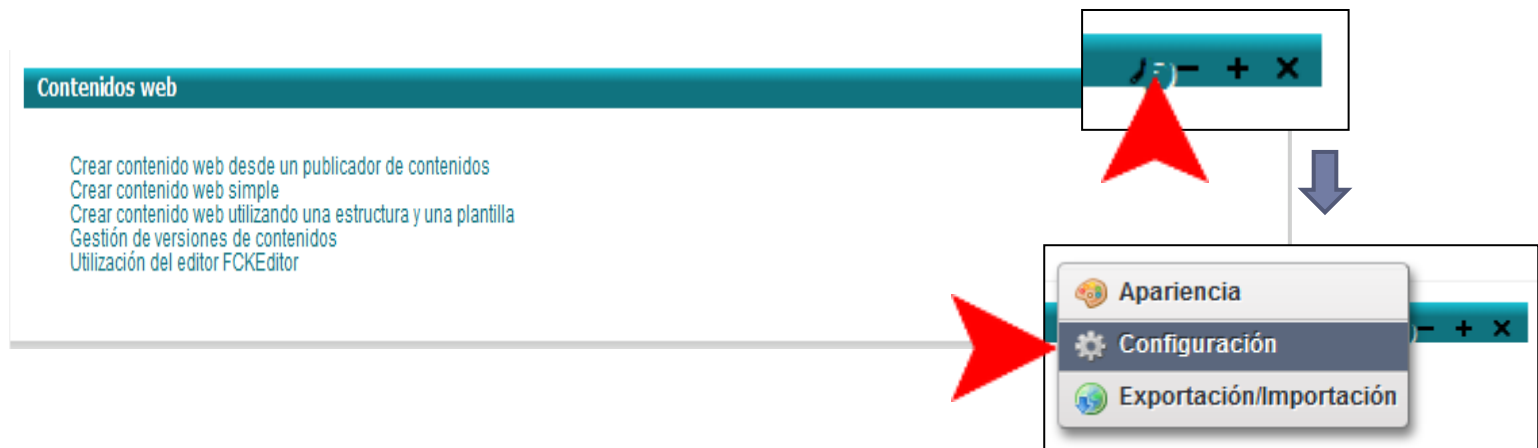 Contenidos web
Crear contenido web desde un publicador de contenidos
Crear contenido web simple
Crear contenido web utilizando una estructura y una plantilla
Gestión de versiones de contenidos
Utilización del editor FCKEditor
Apariencia
Configuración
Exportación/Importación